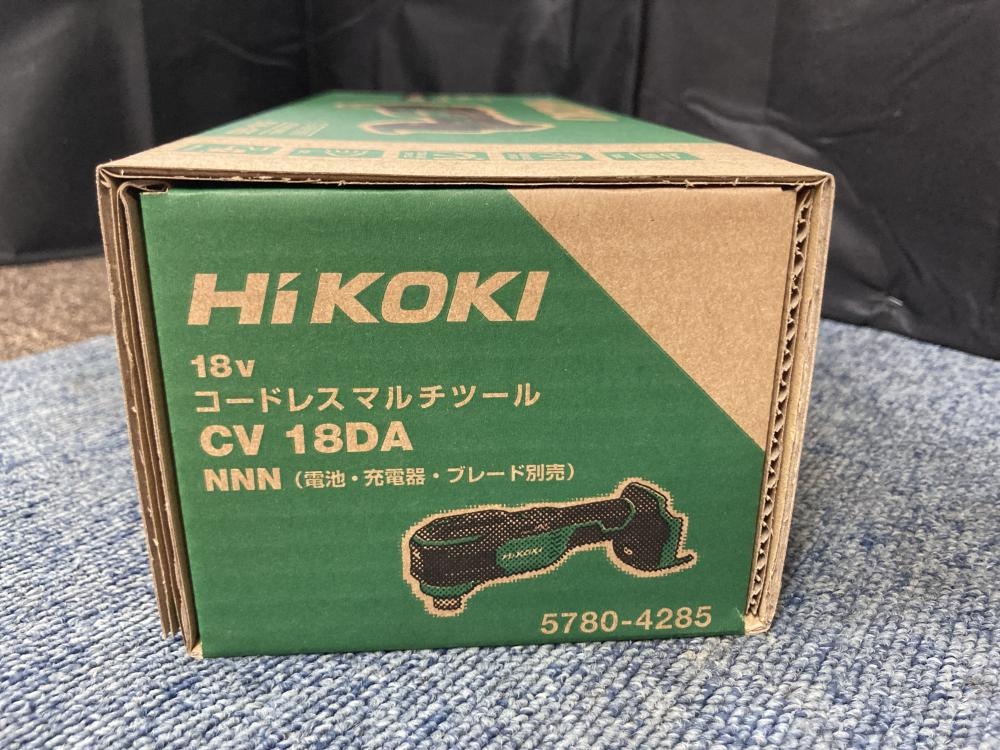 HiKOKI
18v
コードレスマルチツール
CV 18DA
NNN（電池・充電器・ブレード別売）
HiKOKI
5780-4285